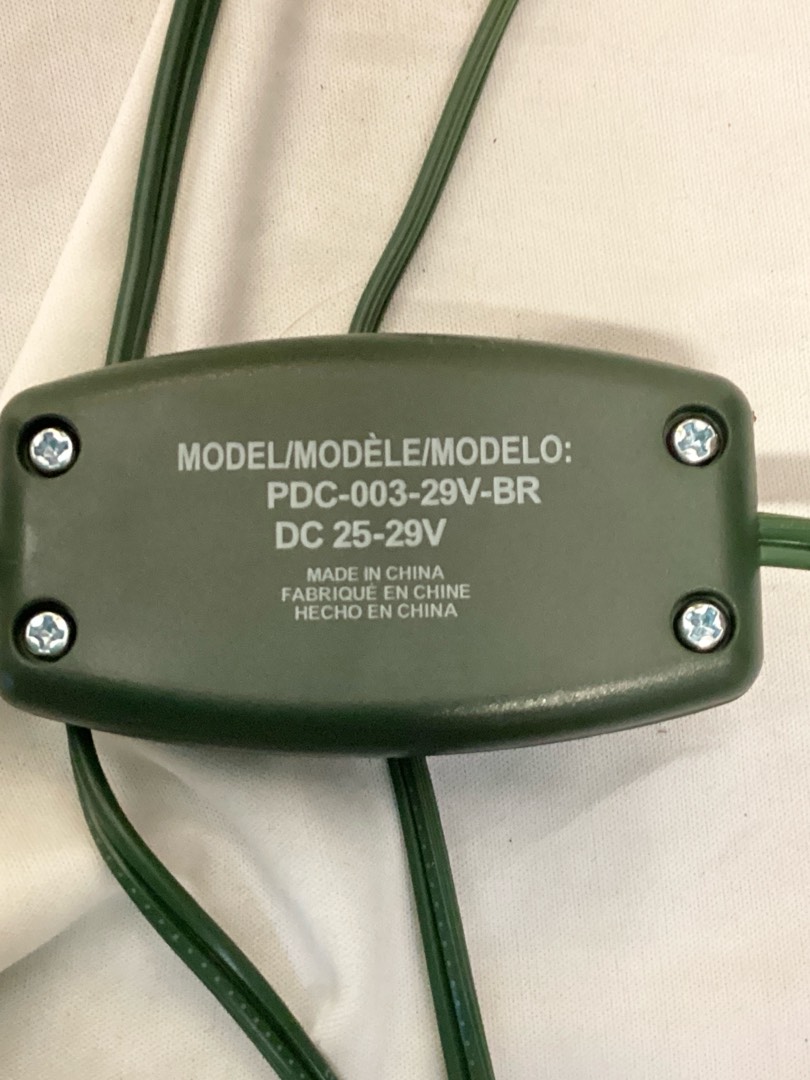 MODEL/MODÈLE/MODELO:
PDC-003-29V-BR
DC 25-29V
MADE IN CHINA
FABRIQUÉ EN CHINE
HECHO EN CHINA